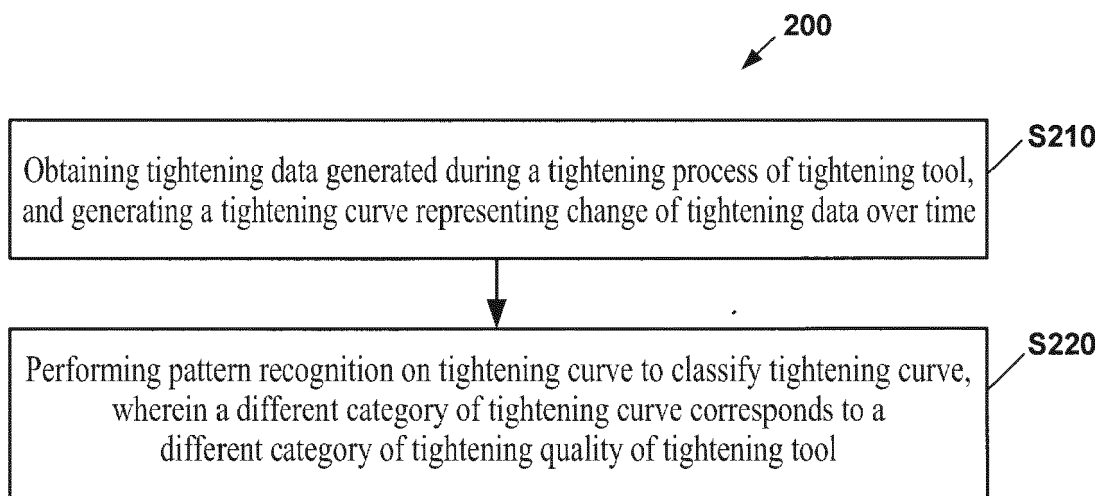 200
S210
Obtaining tightening data generated during a tightening process of tightening tool,
and generating a tightening curve representing change of tightening data over time
S220
Performing pattern recognition on tightening curve to classify tightening curve,
wherein a different category of tightening curve corresponds to a
different category of tightening quality of tightening tool